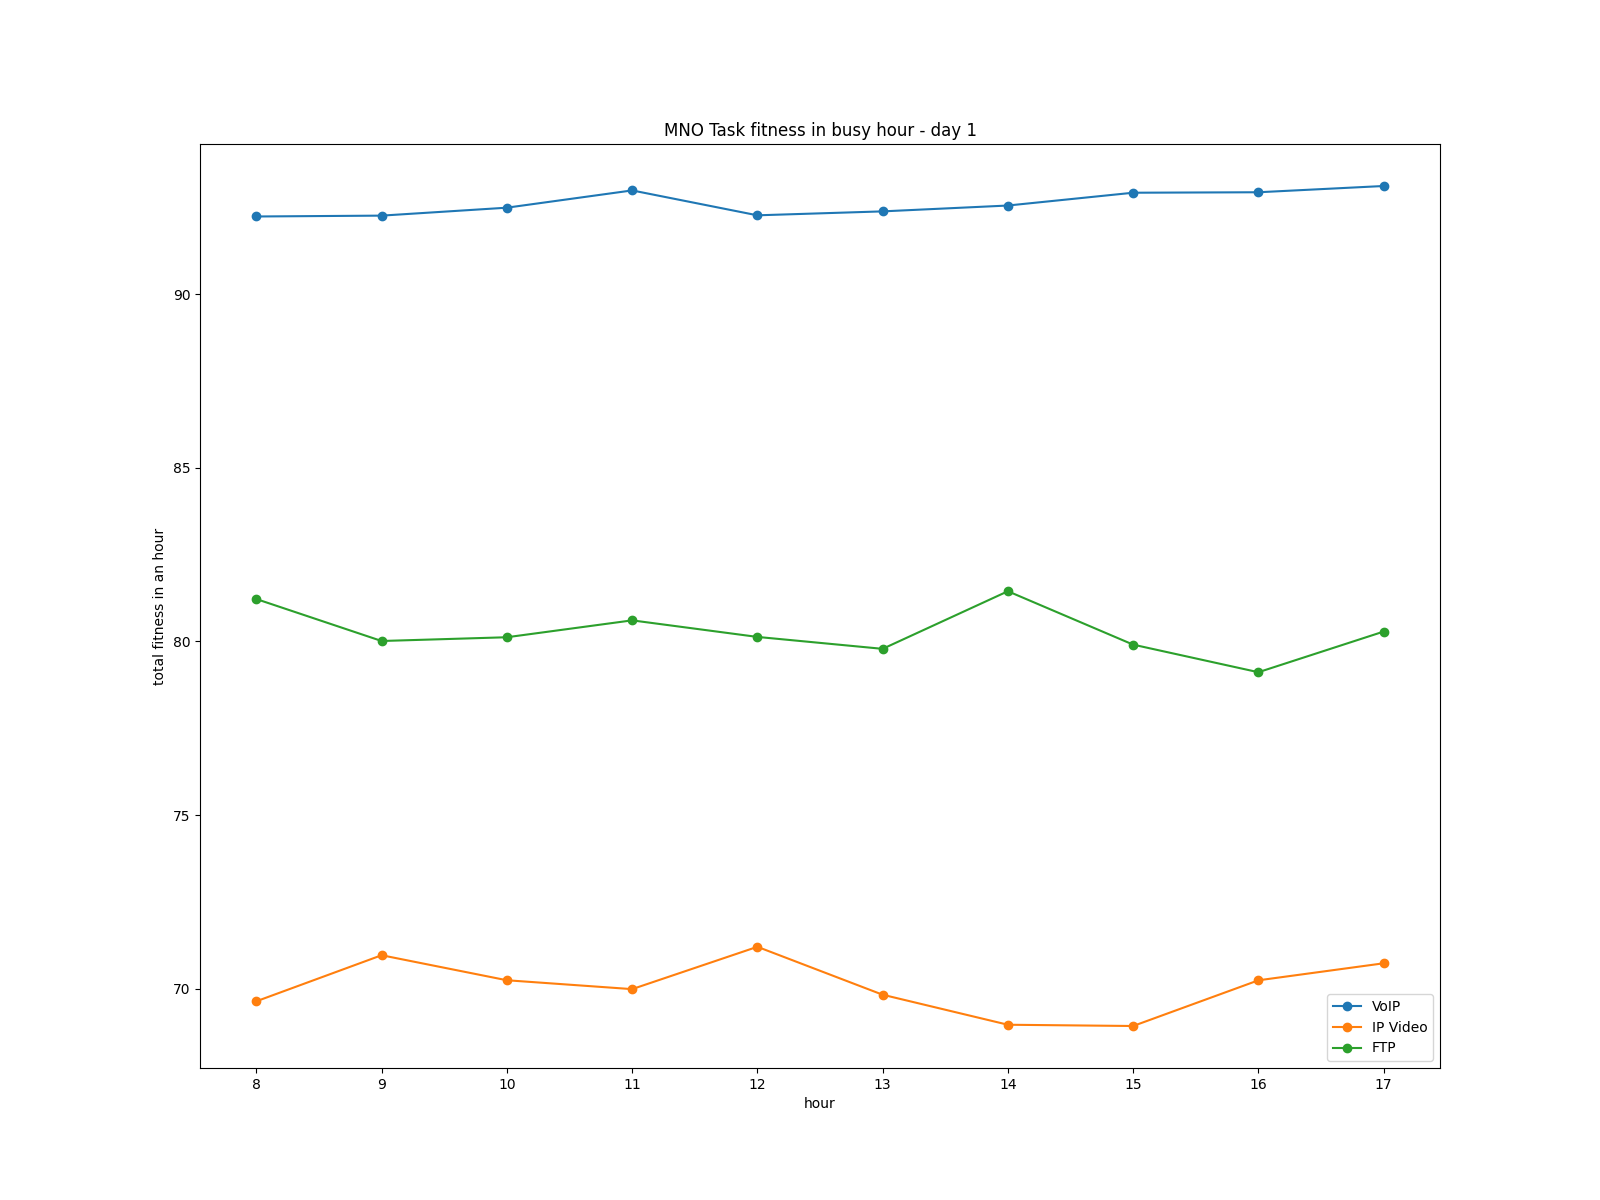 MNO Task fitness in busy hour - day 1
total fitness in an hour
90
85
80
75
70
8 9 10 11 12 13 14 15 16 17
hour
VoIP
IP Video
FTP